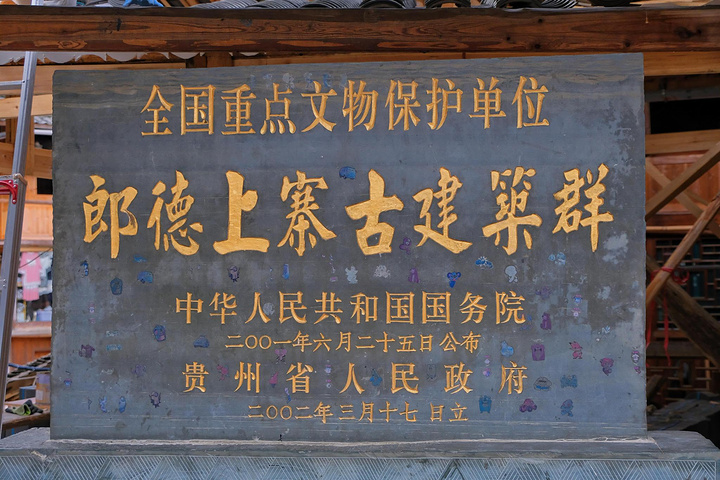 全国重点文物保护单位
郎德上寨古建築群
中华人民共和国国务院
二〇〇一年六月二十五日公布
贵州省人民政府
二〇〇二年三月十七日立